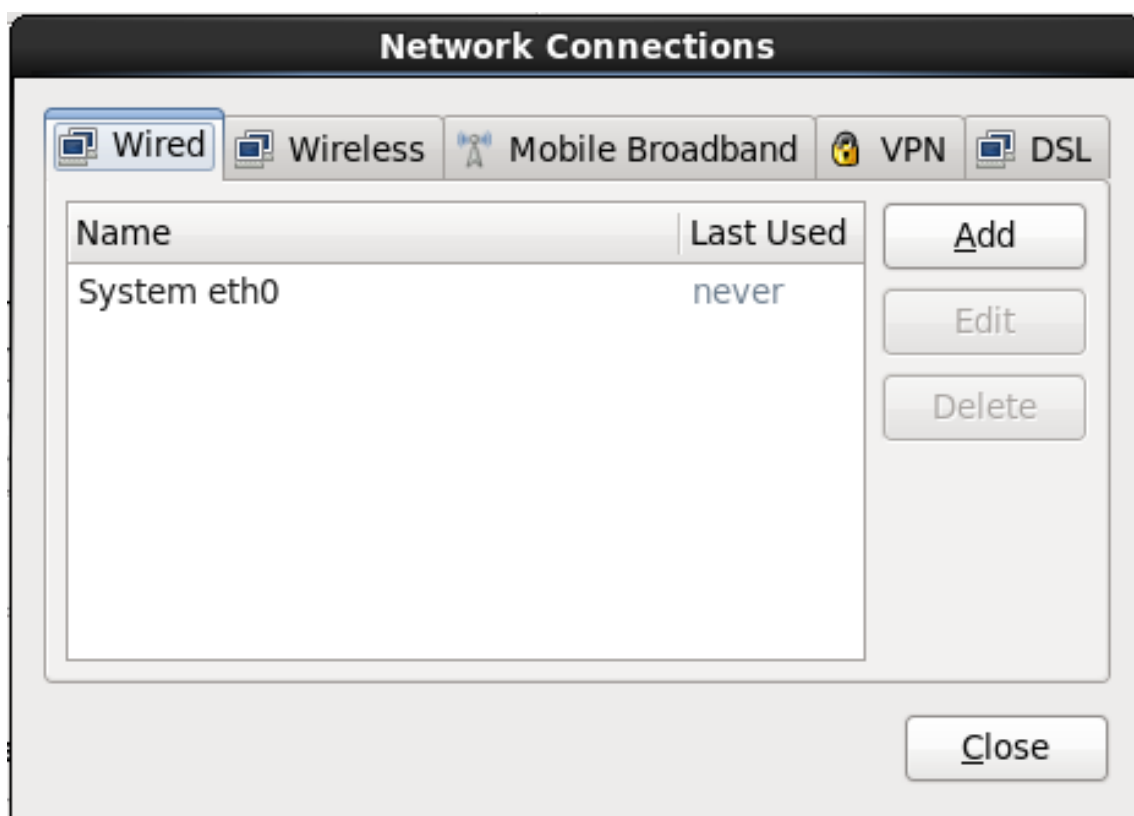 Network Connections
Wired Wireless Mobile Broadband VPN DSL
Name Last Used
System eth0 never
Add
Edit
Delete
Close